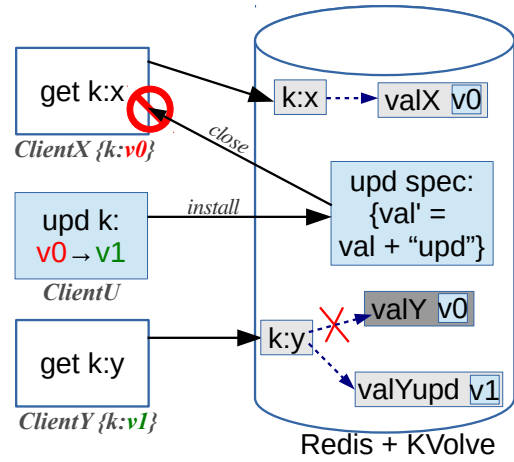 get k:x
ClientX {k:v0}
k:x
valX v0
close
upd k:
v0→v1
ClientU
install
upd spec:
{val' =
val + “upd”}
get k:y
ClientY {k:v1}
k:y
valY v0
valYupd v1
Redis + KVolve